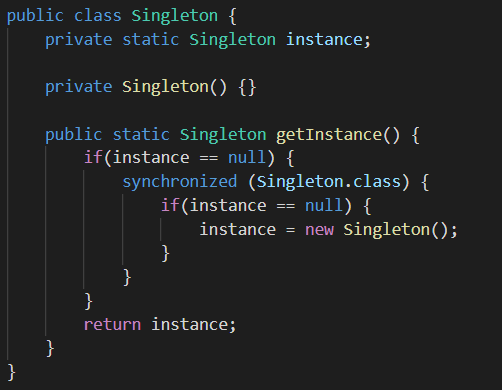 public class Singleton {
    private static Singleton instance;

    private Singleton() {}

    public static Singleton getInstance() {
        if(instance == null) {
            synchronized (Singleton.class) {
                if(instance == null) {
                    instance = new Singleton();
                }
            }
        }
        return instance;
    }
}